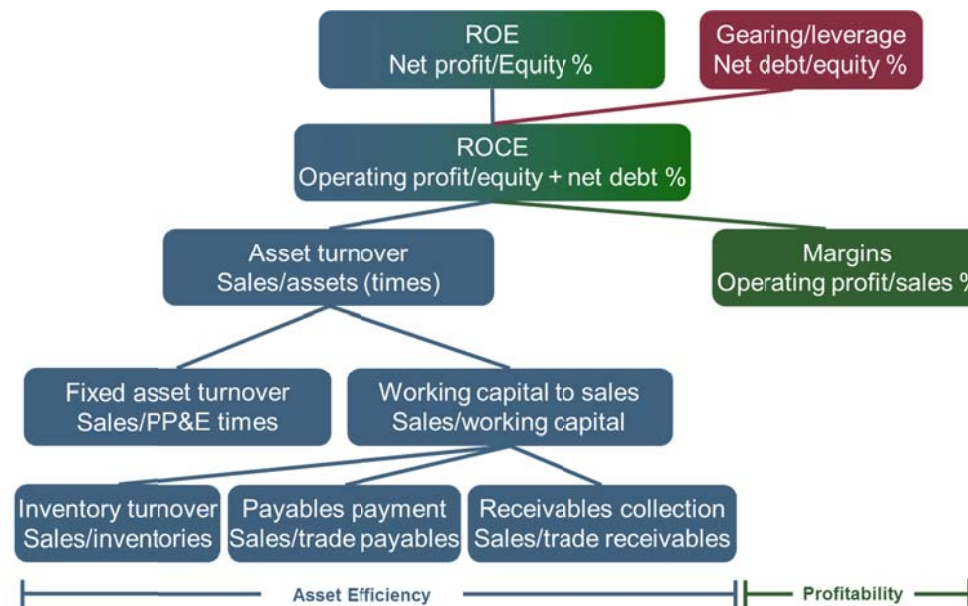 ROE
Net profit/Equity %
Gearing/leverage
Net debt/equity %
ROCE
Operating profit/equity + net debt %
Asset turnover
Sales/assets (times)
Margins
Operating profit/sales %
Fixed asset turnover
Sales/PP&E times
Working capital to sales
Sales/working capital
Inventory turnover
Sales/inventories
Payables payment
Sales/trade payables
Receivables collection
Sales/trade receivables
Asset Efficiency
Profitability